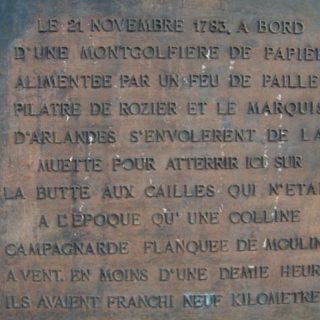 LE 21 NOVEMBRE 1783, A BORD
D'UNE MONTGOLFIERE DE PAPIER
ALIMENTEE PAR UN FEU DE PAILLE
PILATRE DE ROZIER ET LE MARQUIS
D'ARLANDES S'ENVOLERENT DE LA
MUETTE POUR ATTERRIR ICI SUR
LA BUTTE AUX CAILLES QUI N'ETAI
A L'EPOQUE QU'UNE COLLINE
CAMPAGNARDE FLANQUEE DE MOULIN
A VENT. EN MOINS D'UNE DEMIE HEUR
ILS AVAIENT FRANCHI NEUF KILOMETRE